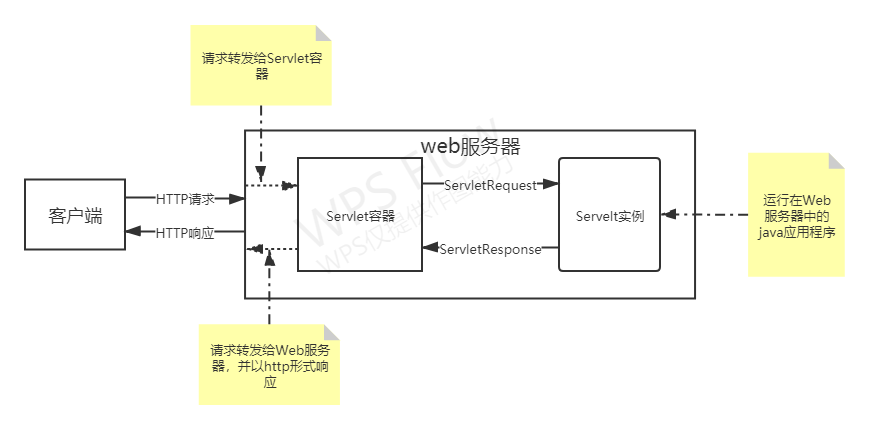 请求转发给Servlet容
器
web服务器
客户端
HTTP请求
HTTP响应
Servlet容器
ServletRequest
ServletResponse
Servelt实例
运行在Web
服务器中的
java应用程序
请求转发给Web服务
器，并以http形式响
应
WPS Flow
WPS仅提供作图能力